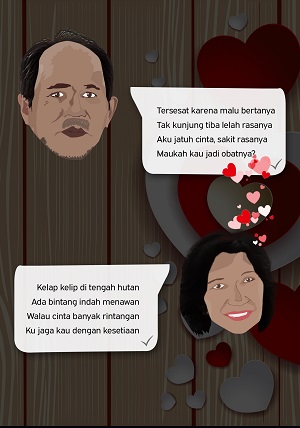 Tersesat karena malu bertanya
Tak kunjung tiba lelah rasanya
Aku jatuh cinta, sakit rasanya
Maukah kau jadi obatnya?
Kelap kelip di tengah hutan
Ada bintang indah menawan
Walau cinta banyak rintangan
Ku jaga kau dengan kesetiaan